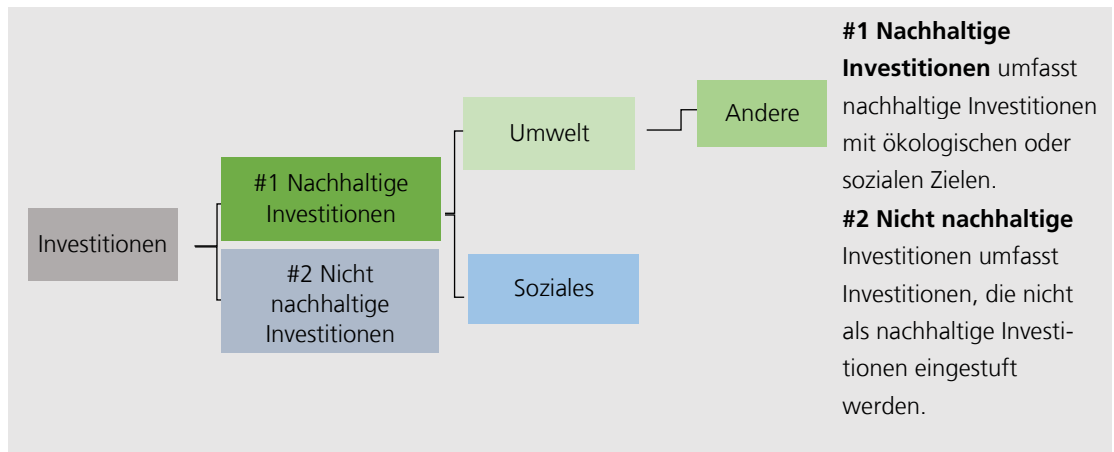 Investitionen
#1 Nachhaltige
Investitionen
#2 Nicht
nachhaltige
Investitionen
Umwelt
Soziales
Andere
#1 Nachhaltige
Investitionen umfasst
nachhaltige Investitionen
mit ökologischen oder
sozialen Zielen.
#2 Nicht nachhaltige
Investitionen umfasst
Investitionen, die nicht
als nachhaltige Investi-
tionen eingestuft
werden.